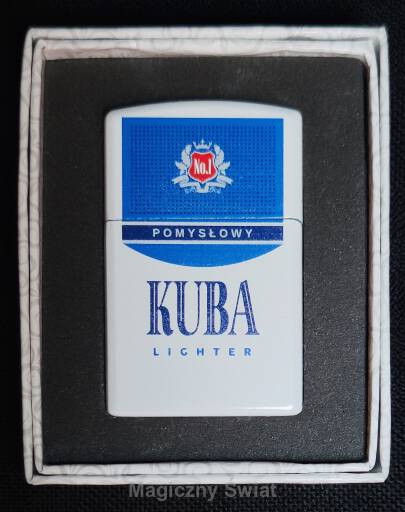 No.1
POMYSŁOWY
KUBA
LIGHTER
Magiczny Świat